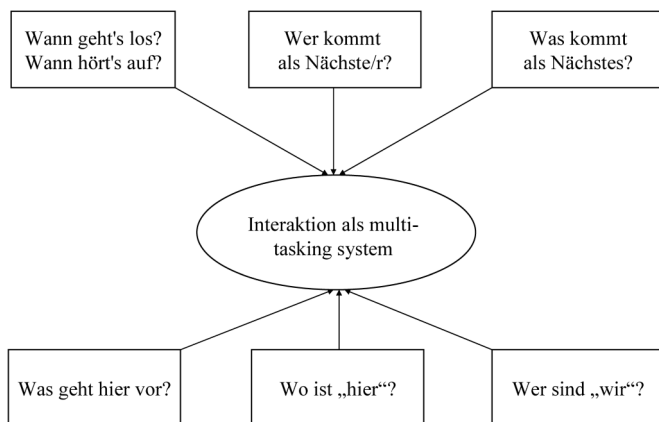 Wann geht's los?
Wann hört's auf?
Wer kommt
als Nächste/r?
Was kommt
als Nächstes?
Interaktion als multi-
tasking system
Was geht hier vor?
Wo ist „hier“?
Wer sind „wir“?